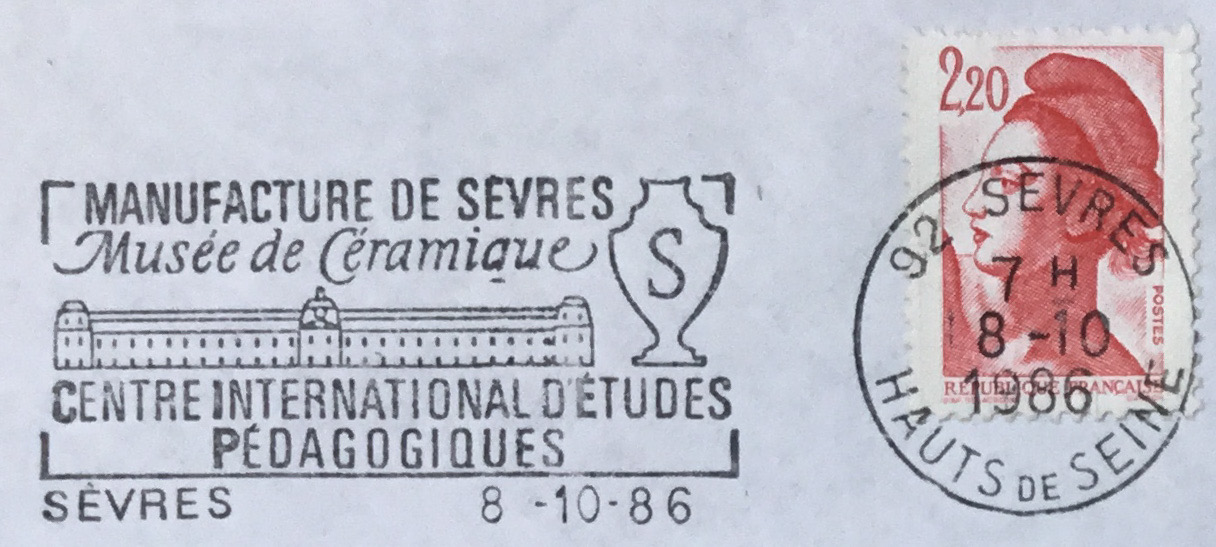 MANUFACTURE DE SÈVRES
Musée de Céramique
S
CENTRE INTERNATIONAL D'ÉTUDES
PÉDAGOGIQUES
SÈVRES 8 -10-86
2,20
POSTES
RÉPUBLIQUE FRANÇAISE
92 SEVRES
7 H
8 -10
1986
HAUTS DE SEINE